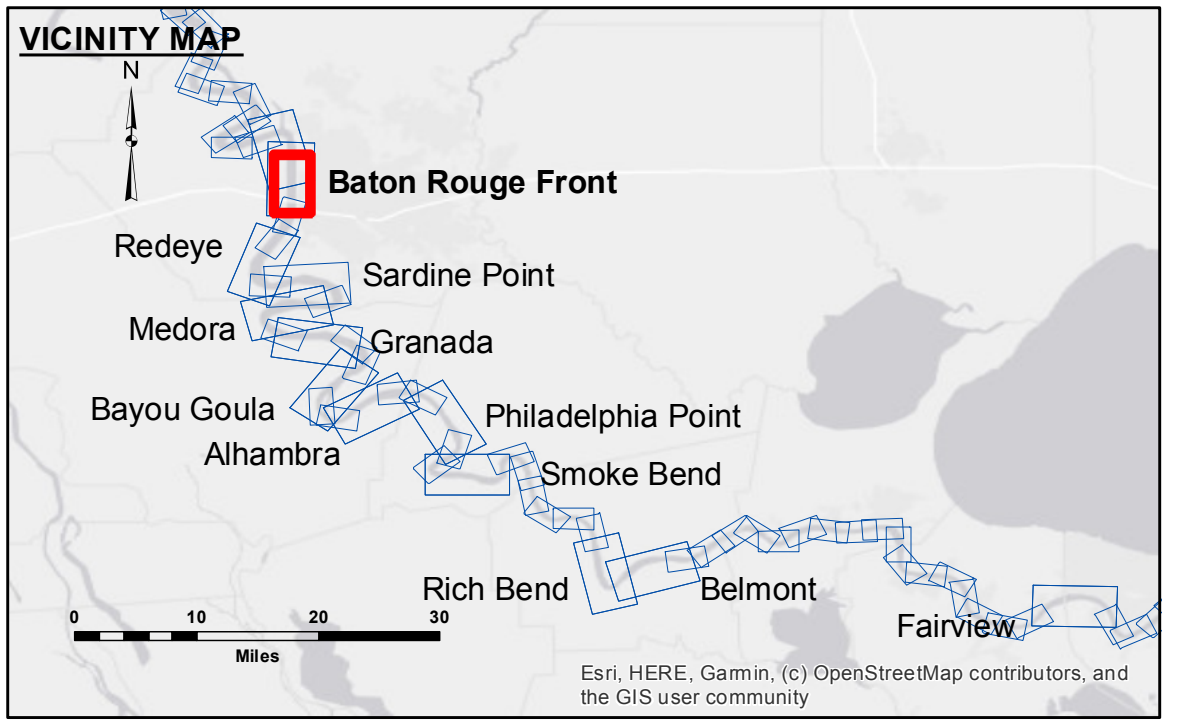 VICINITY MAP
N
Baton Rouge Front
Redeye
Sardine Point
Medora
Granada
Bayou Goula
Philadelphia Point
Alhambra
Smoke Bend
Rich Bend
Belmont
Fairview
0 10 20 30
Miles
Esri, HERE, Garmin, (c) OpenStreetMap contributors, and
the GIS user community